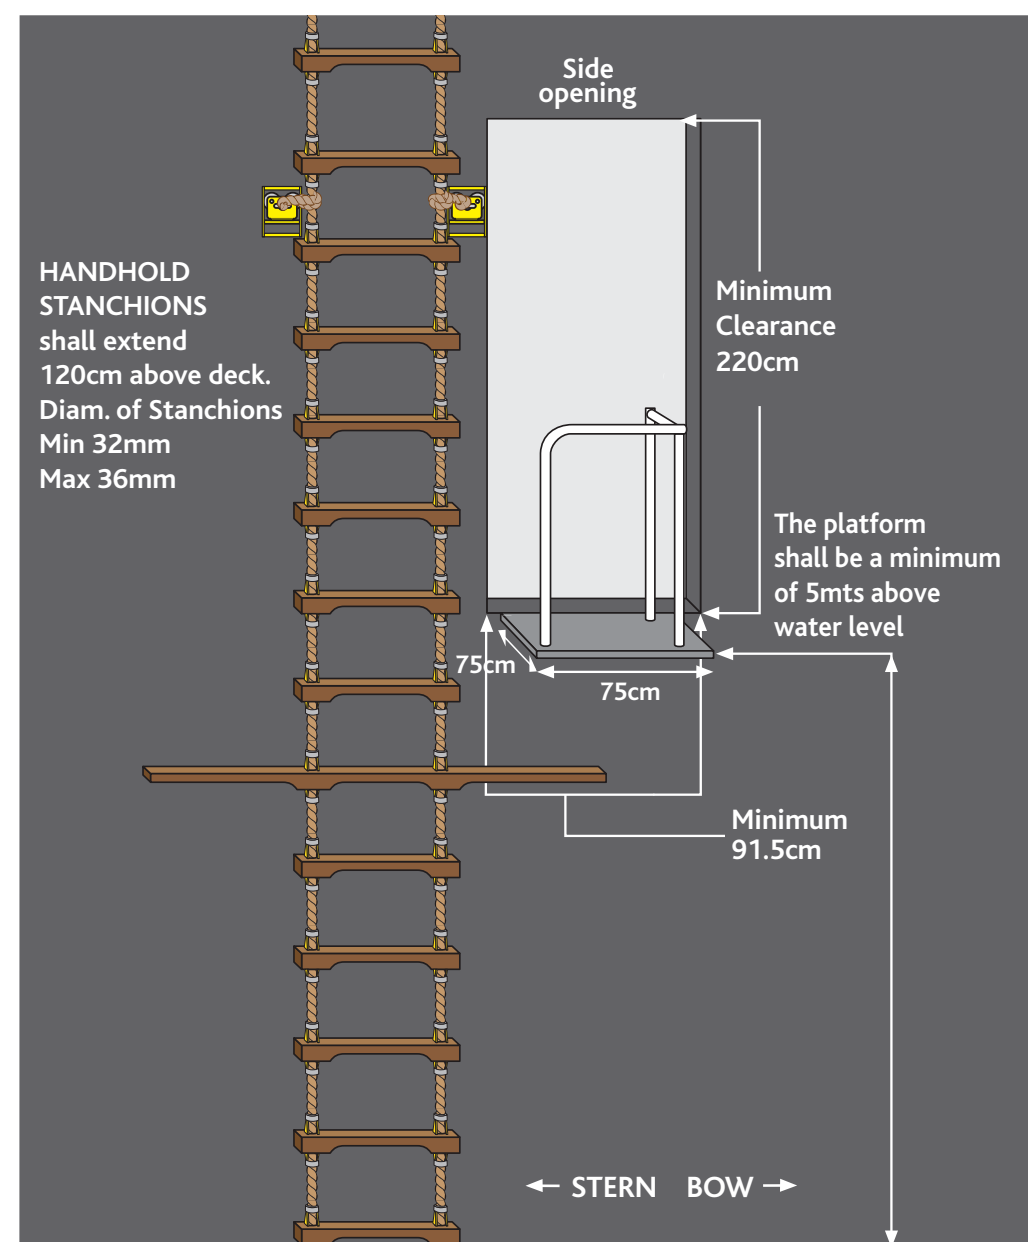 Side
opening
HANDHOLD
STANCHIONS
shall extend
120cm above deck.
Diam. of Stanchions
Min 32mm
Max 36mm
Minimum
Clearance
220cm
The platform
shall be a minimum
of 5mts above
water level
75cm
75cm
Minimum
91.5cm
STERN BOW